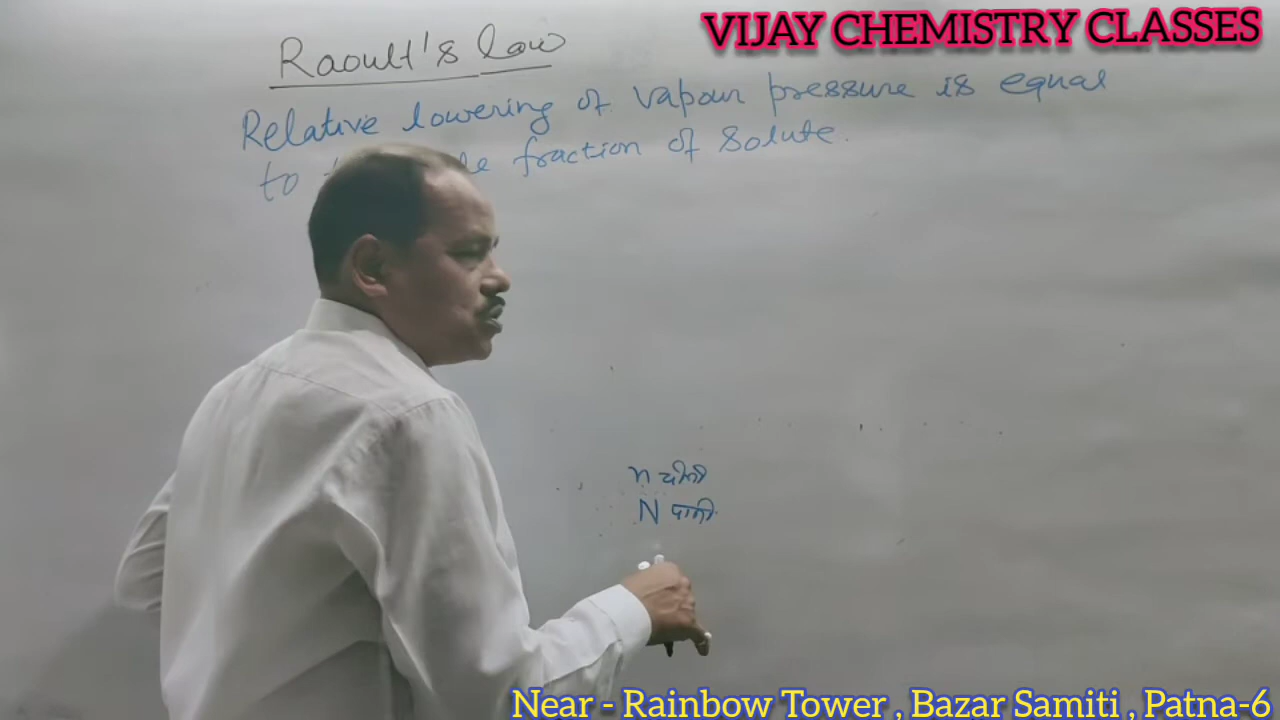 VIJAY CHEMISTRY CLASSES
Raoult's law
Relative lowering of vapour pressure is equal
to fraction of solute.
n चीनी
N पानी
Near - Rainbow Tower , Bazar Samiti , Patna-6